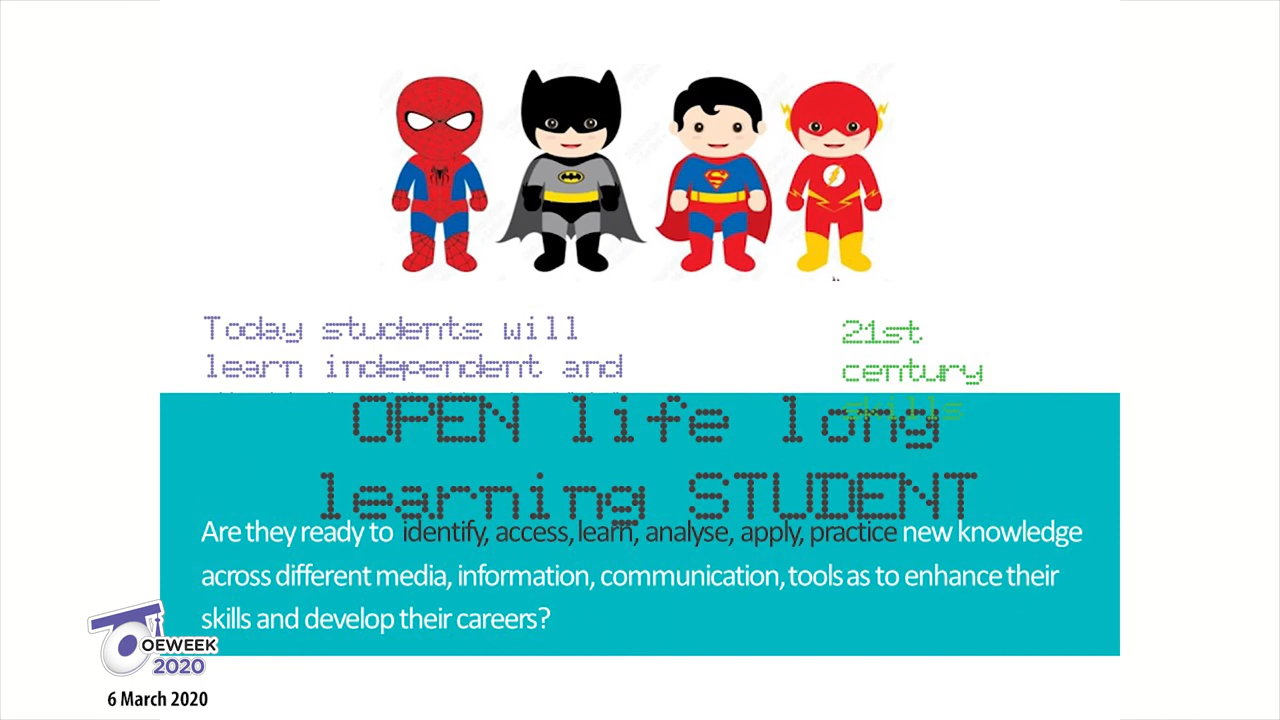 Today students will
learn independent and
21st
century
skills
OPEN life long
learning STUDENT
Are they ready to identify, access, learn, analyse, apply, practice new knowledge
across different media, information, communication, tools as to enhance their
skills and develop their careers?
OEWEEK
2020
6 March 2020